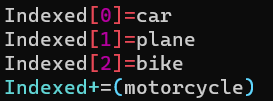 Indexed[0]=car
Indexed[1]=plane
Indexed[2]=bike
Indexed+=(motorcycle)